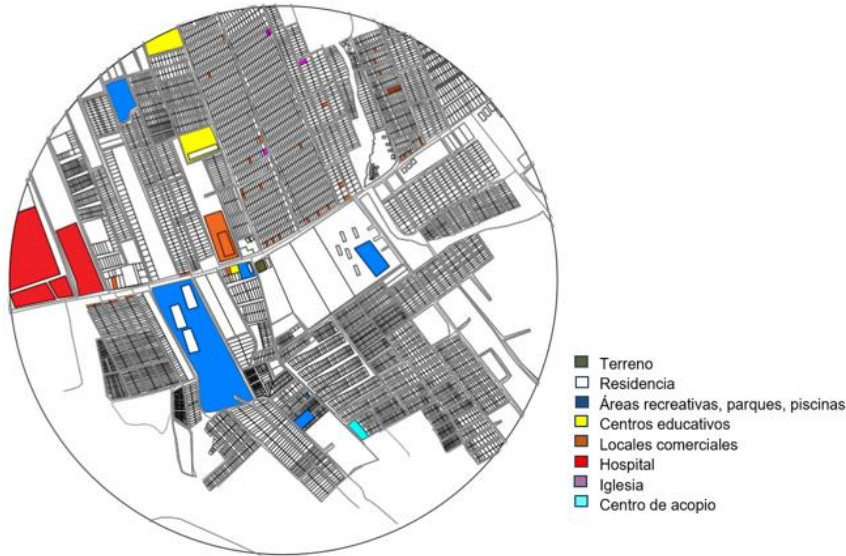 Terreno
Residencia
Áreas recreativas, parques, piscinas
Centros educativos
Locales comerciales
Hospital
Iglesia
Centro de acopio